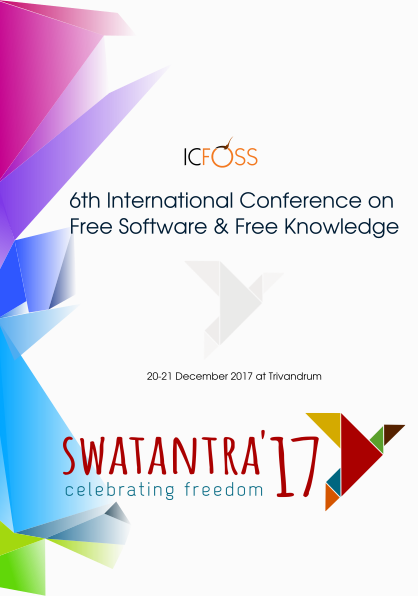 ICFOSS
6th International Conference on
Free Software & Free Knowledge
20-21 December 2017 at Trivandrum
SWATANTRA'17
celebrating freedom